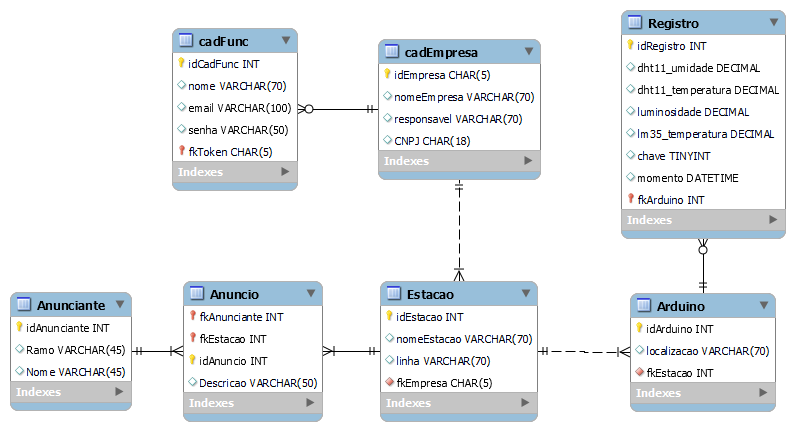 cadFunc
idCadFunc INT
nome VARCHAR(70)
email VARCHAR(100)
senha VARCHAR(50)
fkToken CHAR(5)
Indexes
cadEmpresa
idEmpresa CHAR(5)
nomeEmpresa VARCHAR(70)
responsavel VARCHAR(70)
CNPJ CHAR(18)
Indexes
Registro
idRegistro INT
dht11_umidade DECIMAL
dht11_temperatura DECIMAL
luminosidade DECIMAL
lm35_temperatura DECIMAL
chave TINYINT
momento DATETIME
fkArduino INT
Indexes
Anunciante
idAnunciante INT
Ramo VARCHAR(45)
Nome VARCHAR(45)
Indexes
Anuncio
fkAnunciante INT
fkEstacao INT
idAnuncio INT
Descricao VARCHAR(50)
Indexes
Estacao
idEstacao INT
nomeEstacao VARCHAR(70)
linha VARCHAR(70)
fkEmpresa CHAR(5)
Indexes
Arduino
idArduino INT
localizacao VARCHAR(70)
fkEstacao INT
Indexes